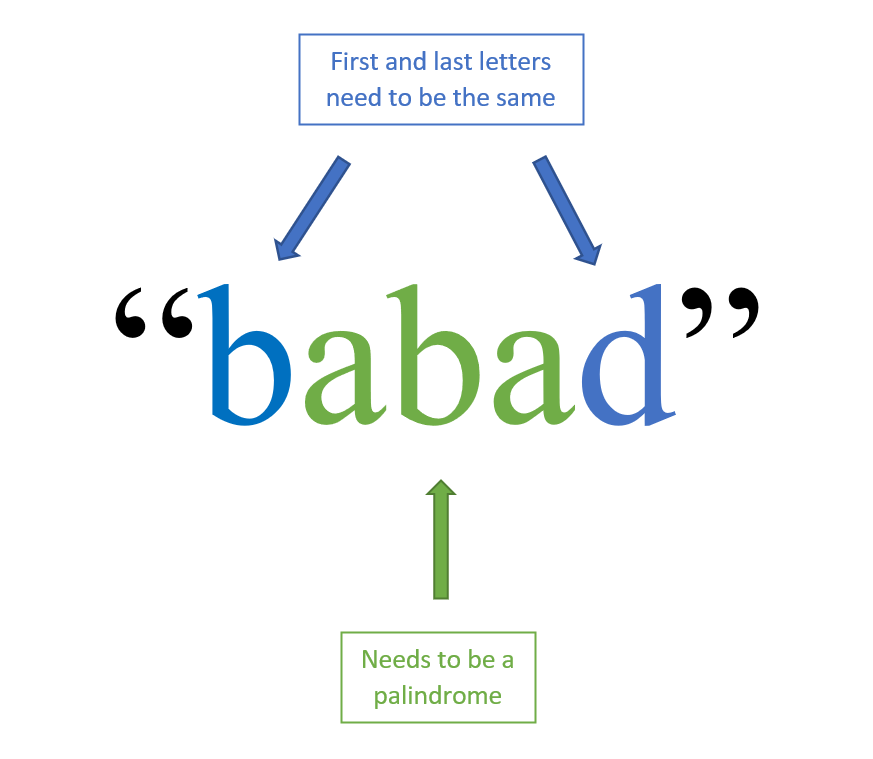 First and last letters
need to be the same
“babad”
Needs to be a
palindrome